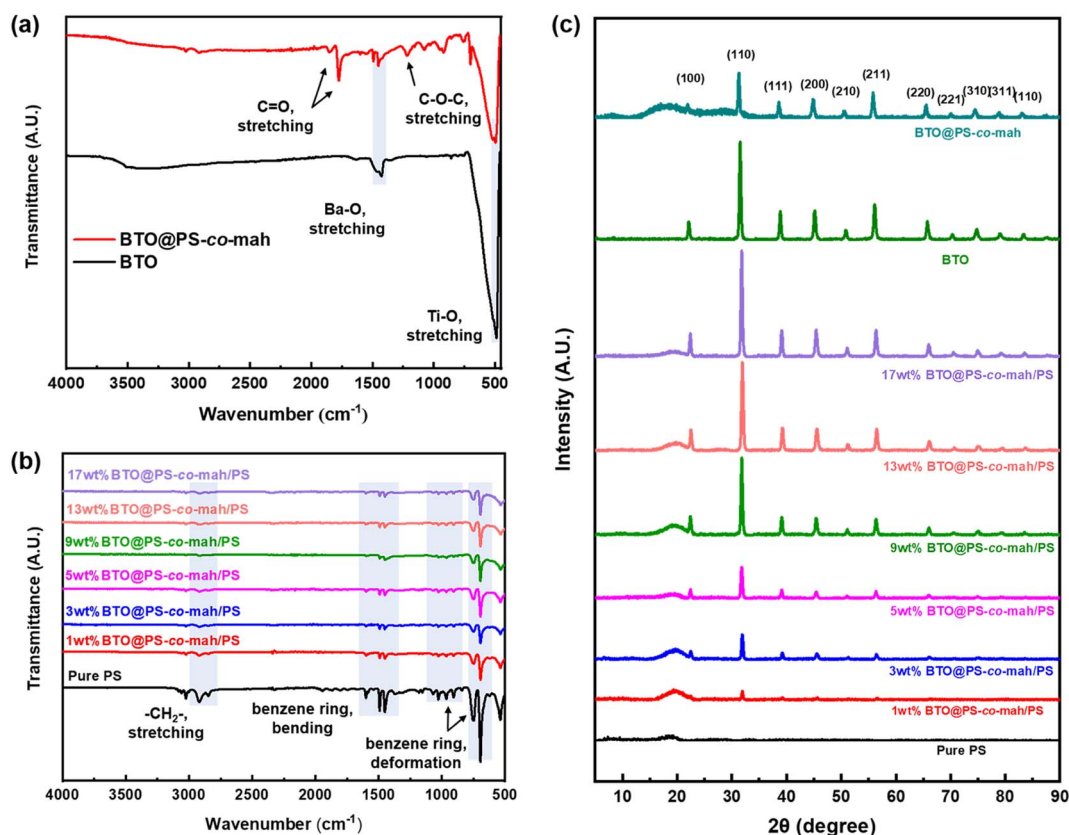 (a)
Transmittance (A.U.)
C=O,
stretching
C-O-C,
stretching
Ba-O,
stretching
BTO@PS-co-mah
BTO
Ti-O,
stretching
4000 3500 3000 2500 2000 1500 1000 500
Wavenumber (cm-1)
(b)
Transmittance (A.U.)
17wt% BTO@PS-co-mah/PS
13wt% BTO@PS-co-mah/PS
9wt% BTO@PS-co-mah/PS
5wt% BTO@PS-co-mah/PS
3wt% BTO@PS-co-mah/PS
1wt% BTO@PS-co-mah/PS
Pure PS
-CH2-,
stretching
benzene ring,
bending
benzene ring,
deformation
4000 3500 3000 2500 2000 1500 1000 500
Wavenumber (cm-1)
(c)
Intensity (A.U.)
(100) (110) (111) (200) (210) (211) (220) (221) (310) (311) (110)
BTO@PS-co-mah
BTO
17wt% BTO@PS-co-mah/PS
13wt% BTO@PS-co-mah/PS
9wt% BTO@PS-co-mah/PS
5wt% BTO@PS-co-mah/PS
3wt% BTO@PS-co-mah/PS
1wt% BTO@PS-co-mah/PS
Pure PS
10 20 30 40 50 60 70 80 90
2θ (degree)